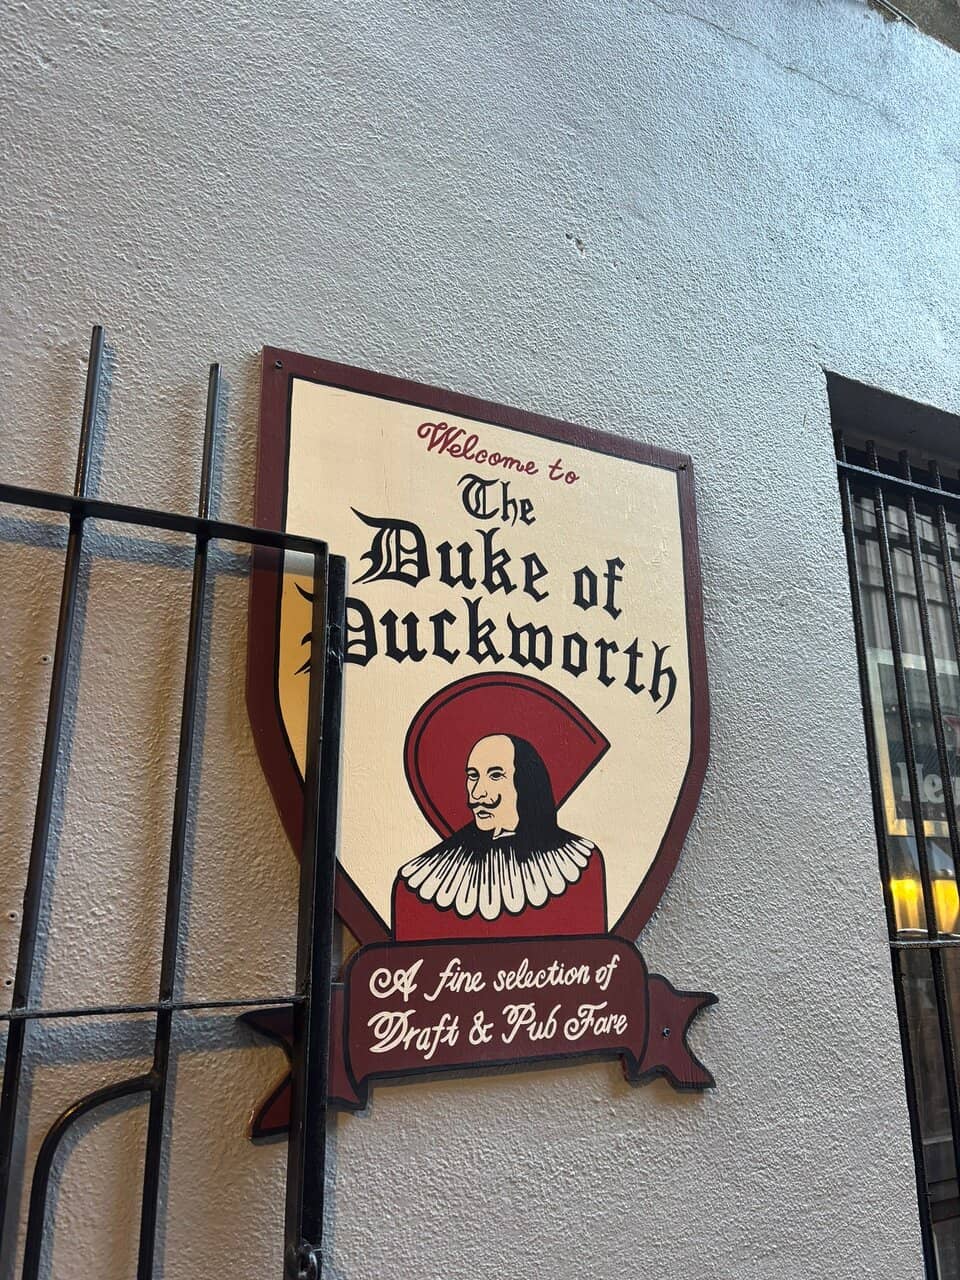 Welcome to
The
Duke of
Duckworth
A fine selection of
Draft & Pub Fare